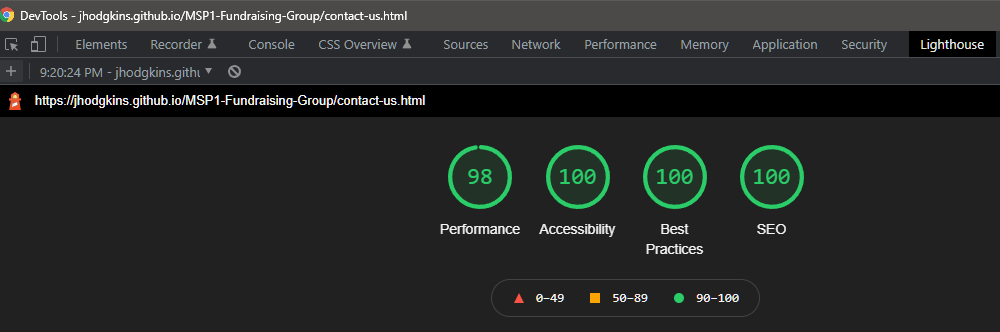 DevTools - jhodgkins.github.io/MSP1-Fundraising-Group/contact-us.html
Elements Recorder Console CSS Overview Sources Network Performance Memory Application Security Lighthouse
9:20:24 PM - jhodgkins.githu
https://jhodgkins.github.io/MSP1-Fundraising-Group/contact-us.html
98 100 100 100
Performance Accessibility Best Practices SEO
0–49 50–89 90–100